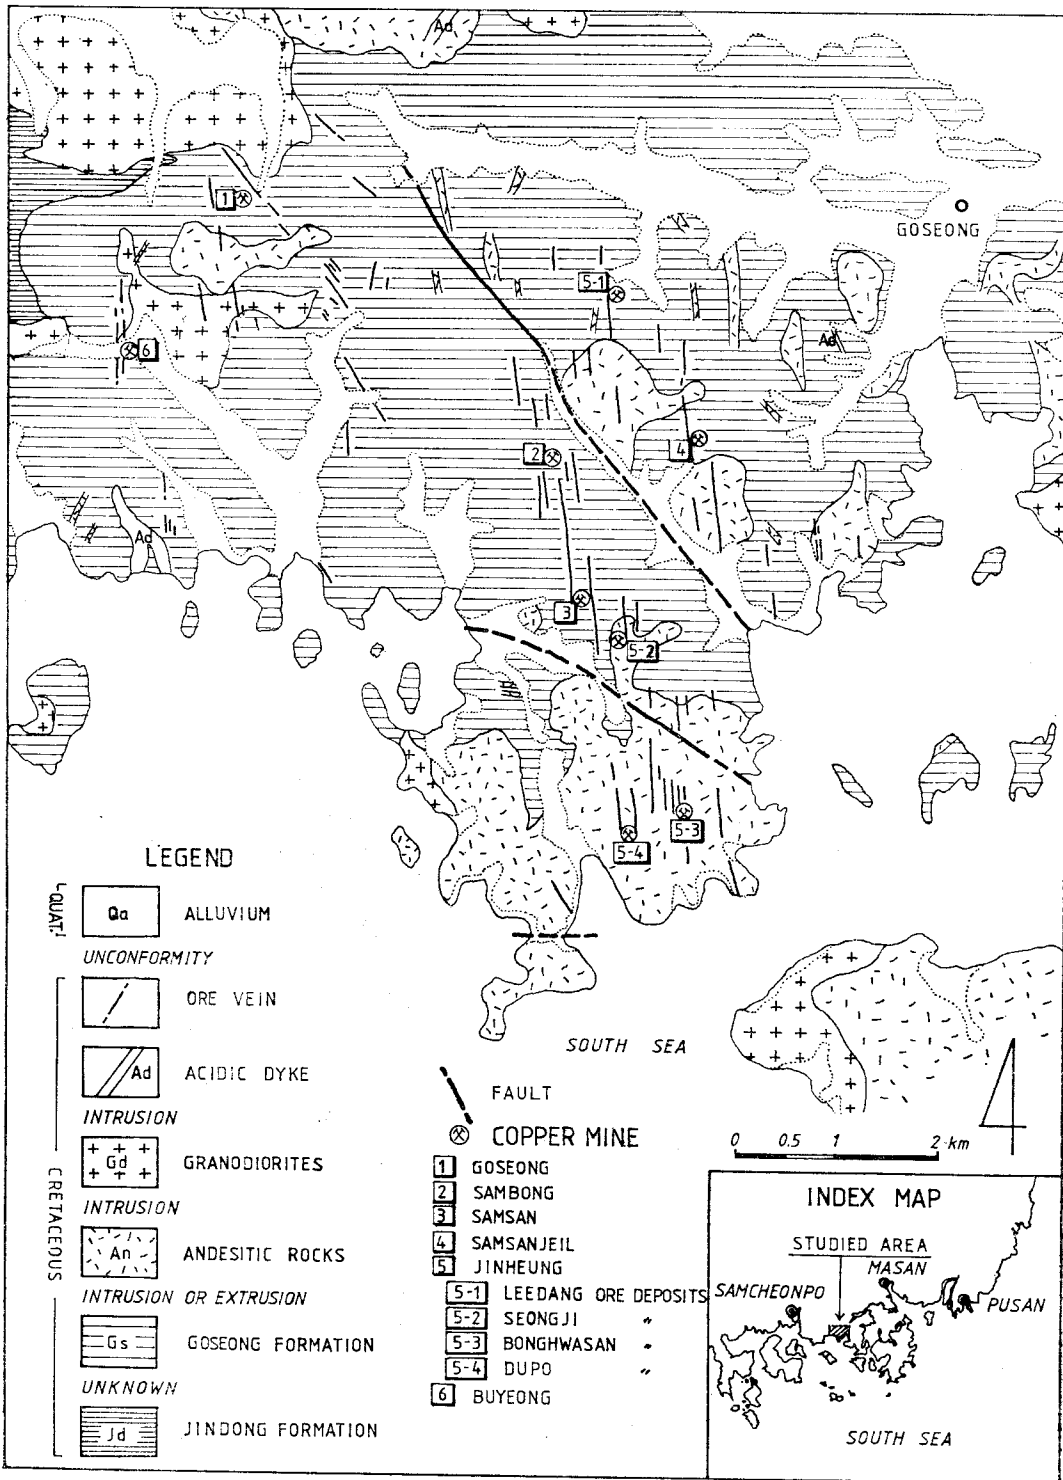 Ad
1
GOSEONG
5-1
Ad
6
2
4
Ad
3
5-2
5-3
5-4
LEGEND
QUAT.
Qa ALLUVIUM
UNCONFORMITY
ORE VEIN
Ad ACIDIC DYKE
INTRUSION
Gd GRANODIORITES
INTRUSION
An ANDESITIC ROCKS
INTRUSION OR EXTRUSION
Gs GOSEONG FORMATION
UNKNOWN
Jd JINDONG FORMATION
CRETACEOUS
SOUTH SEA
FAULT
COPPER MINE
1 GOSEONG
2 SAMBONG
3 SAMSAN
4 SAMSANJEIL
5 JINHEUNG
5-1 LEEDANG ORE DEPOSITS
5-2 SEONGJI "
5-3 BONGHWASAN "
5-4 DUPO "
6 BUYEONG
0 0.5 1 2 km
INDEX MAP
STUDIED AREA
MASAN
SAMCHEONPO
PUSAN
SOUTH SEA